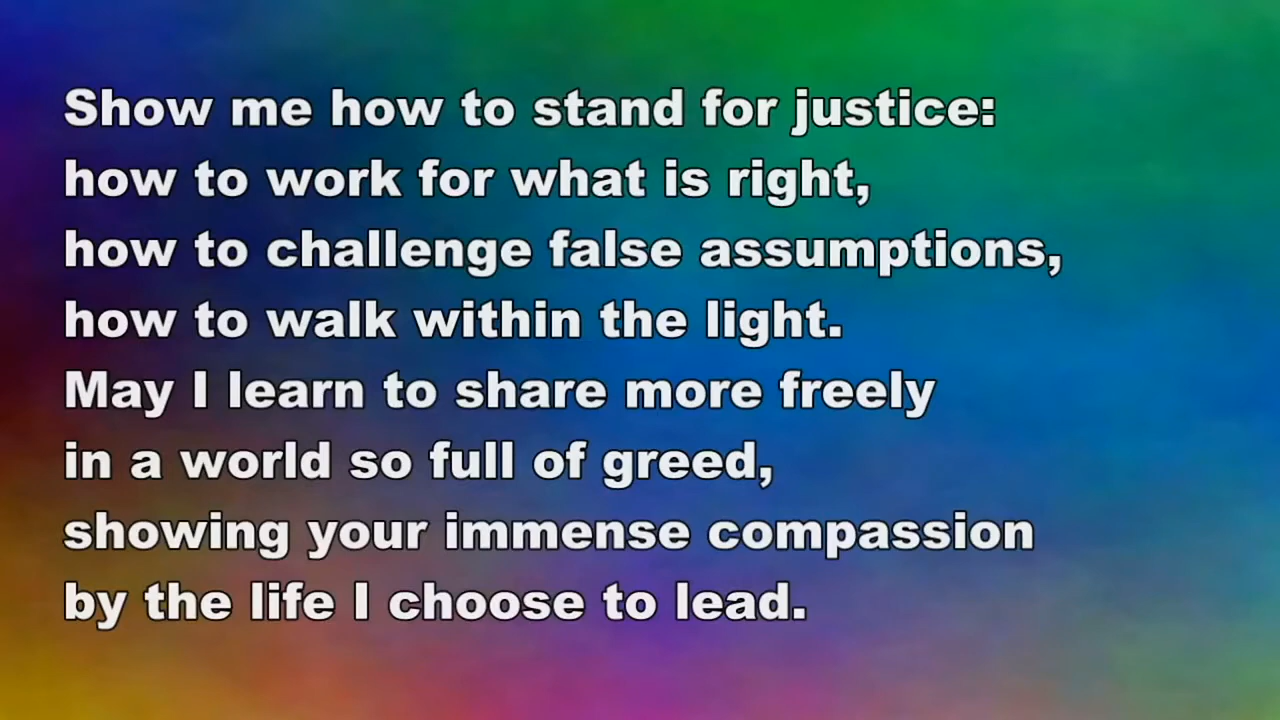 Show me how to stand for justice:
how to work for what is right,
how to challenge false assumptions,
how to walk within the light.
May I learn to share more freely
in a world so full of greed,
showing your immense compassion
by the life I choose to lead.